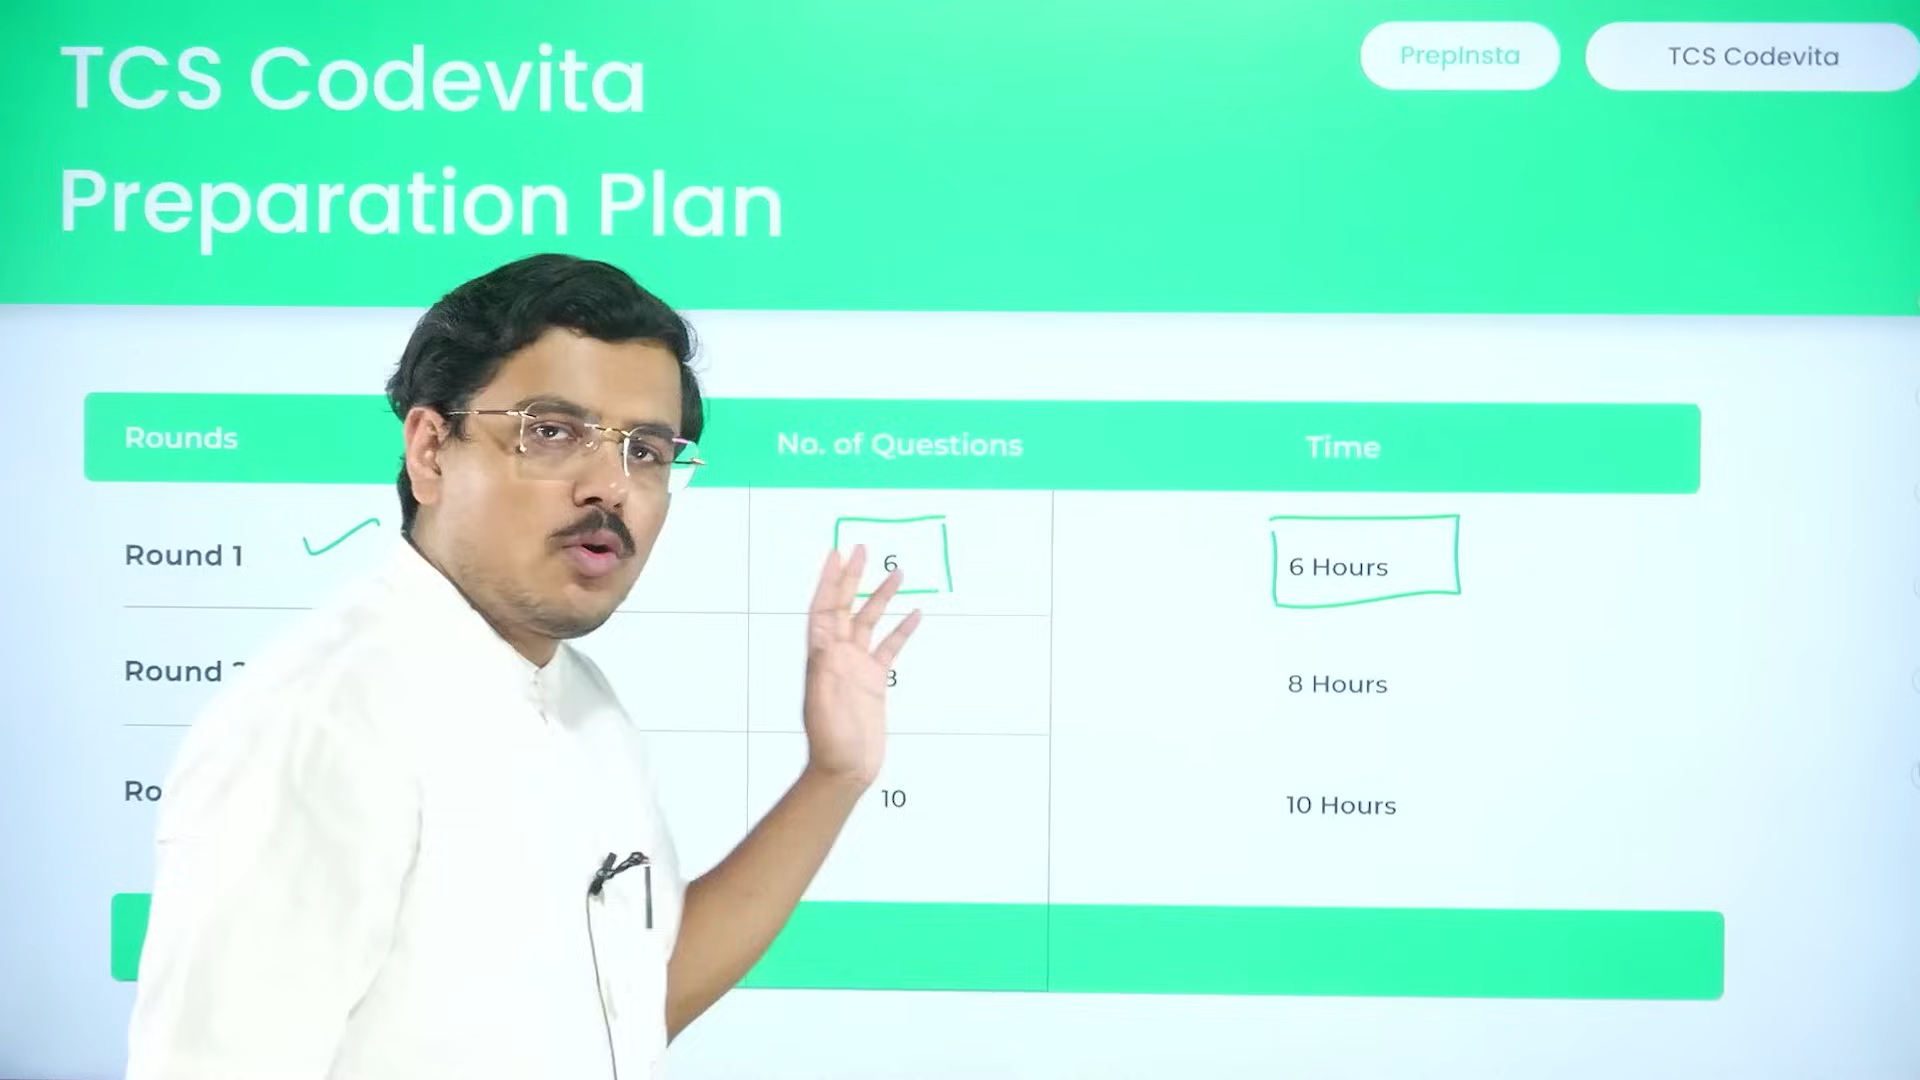 TCS Codevita
Preparation Plan
PrepInsta
TCS Codevita
Rounds
No. of Questions
Time
Round 1
6
6 Hours
Round
8 Hours
10
10 Hours